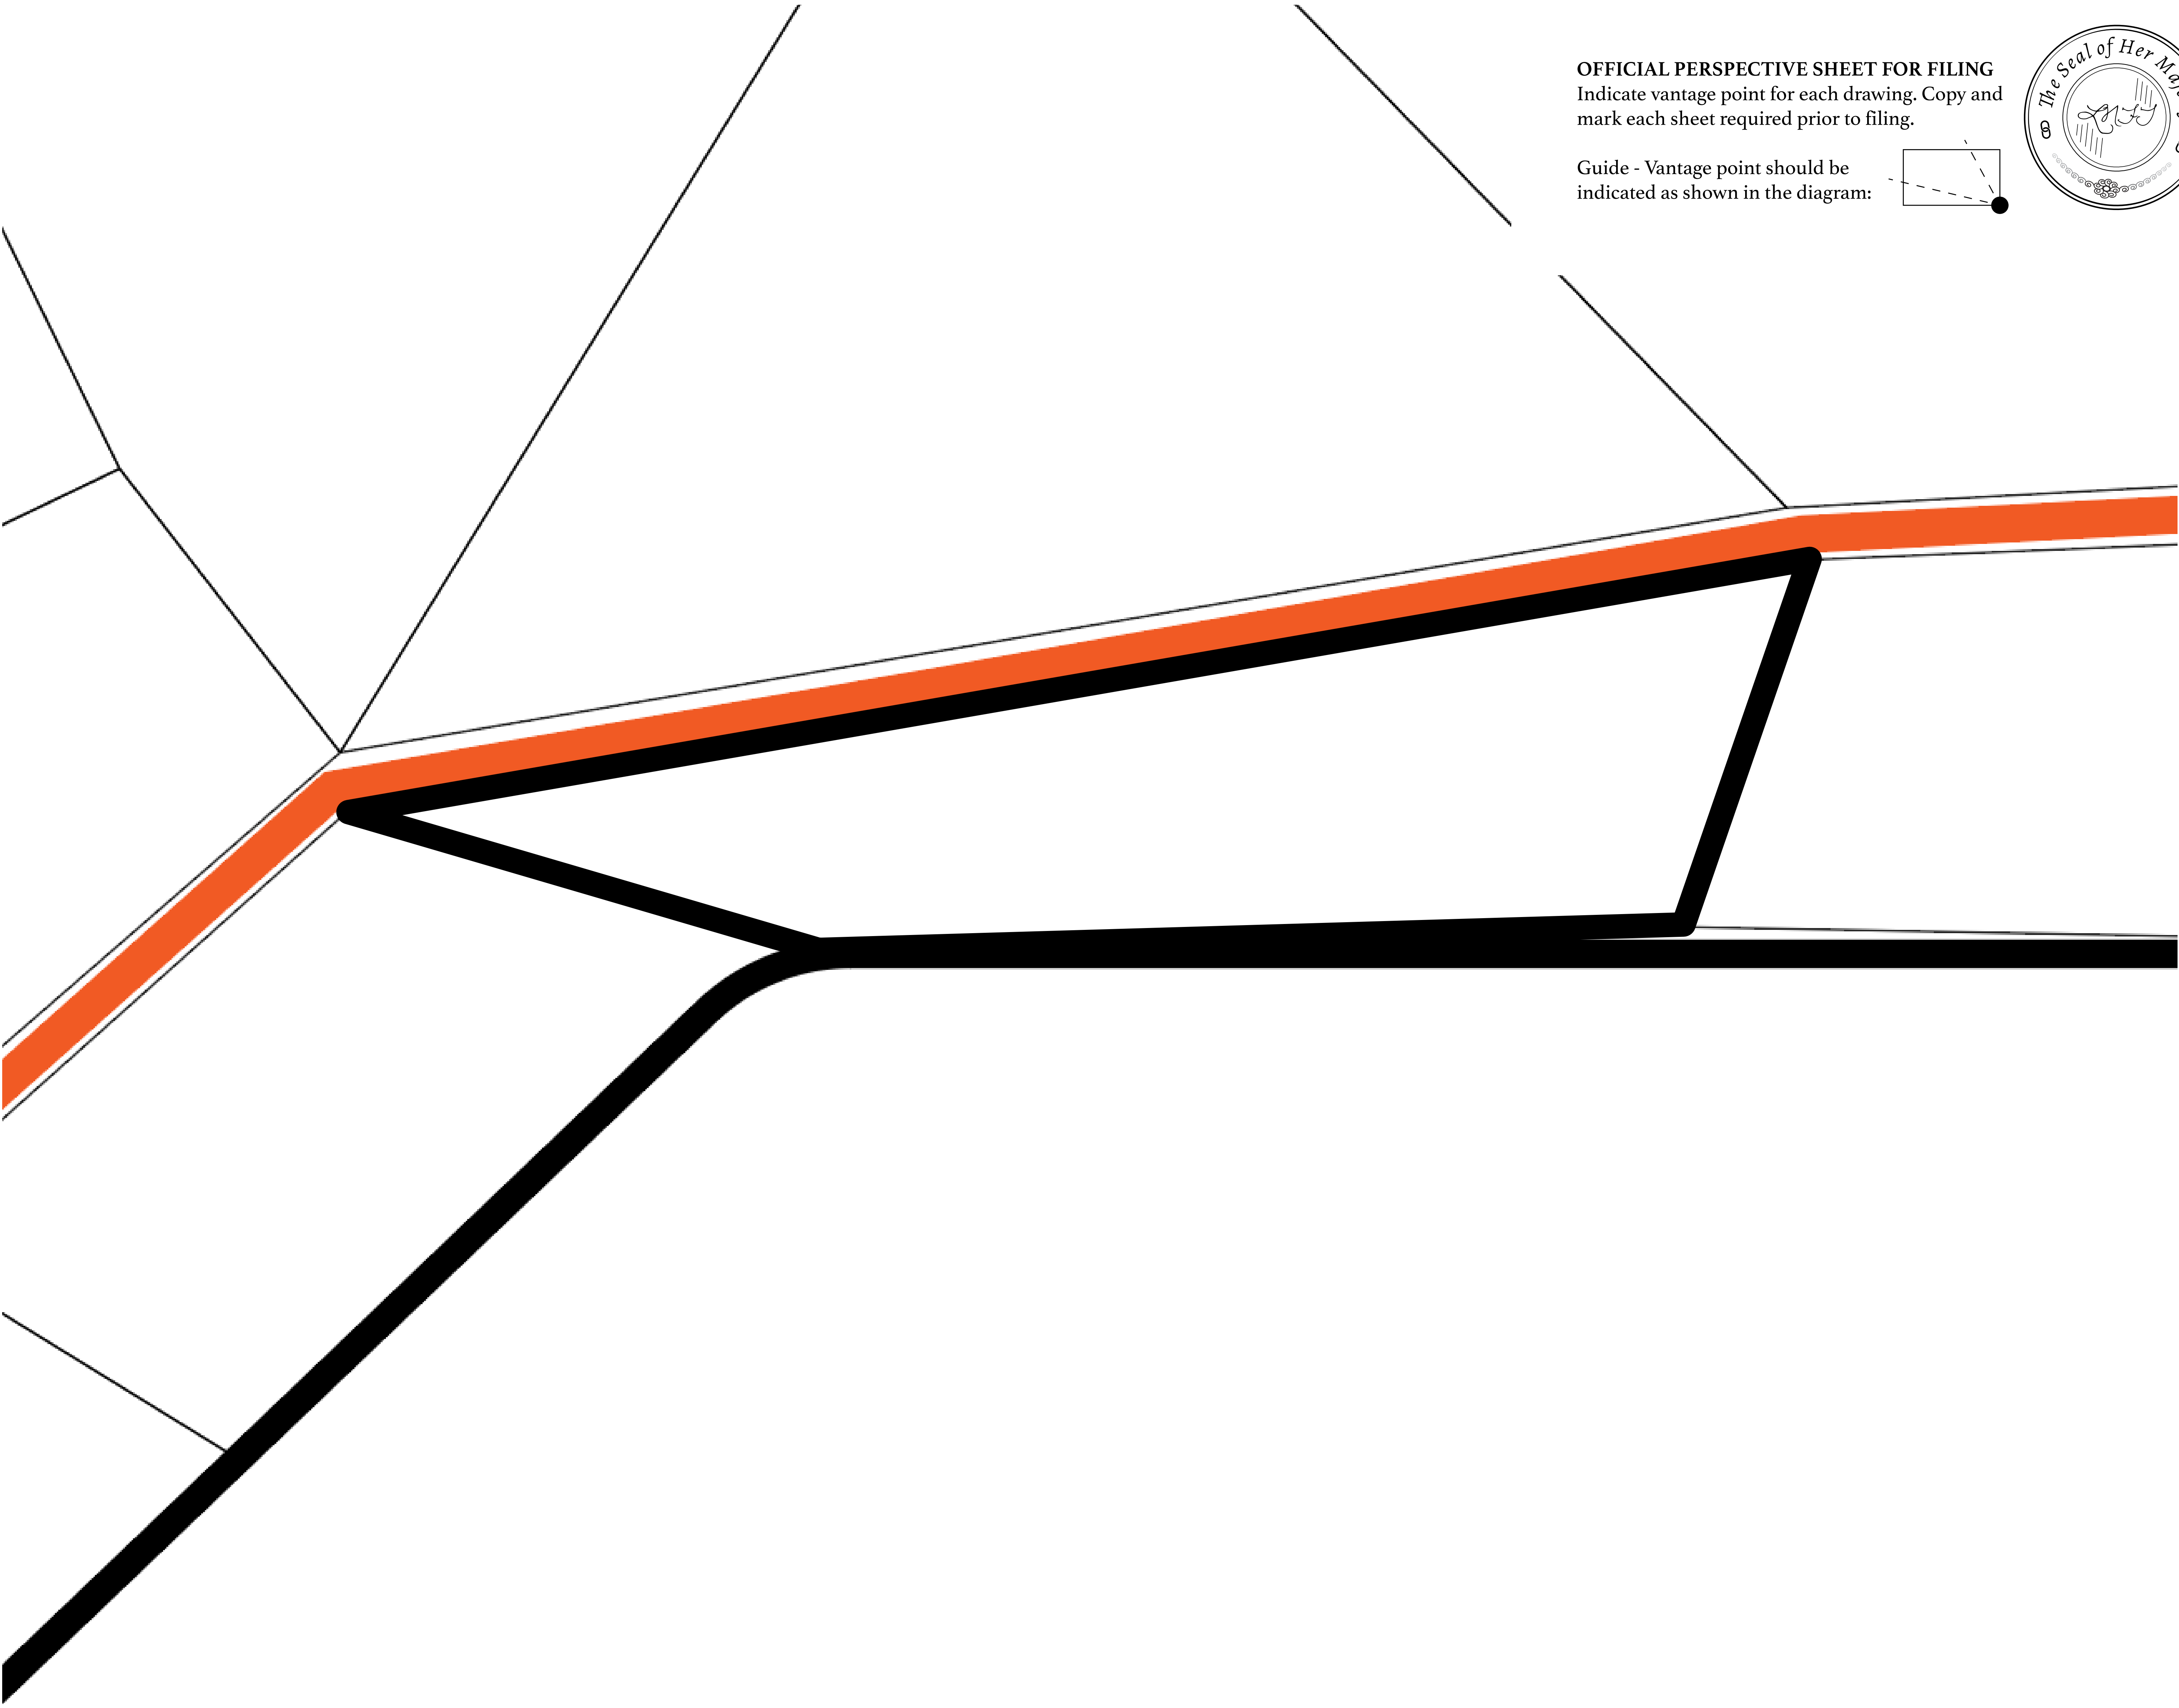 OFFICIAL PERSPECTIVE SHEET FOR FILING
Indicate vantage point for each drawing. Copy and
mark each sheet required prior to filing.
Guide - Vantage point should be
indicated as shown in the diagram:
The Seal of Her